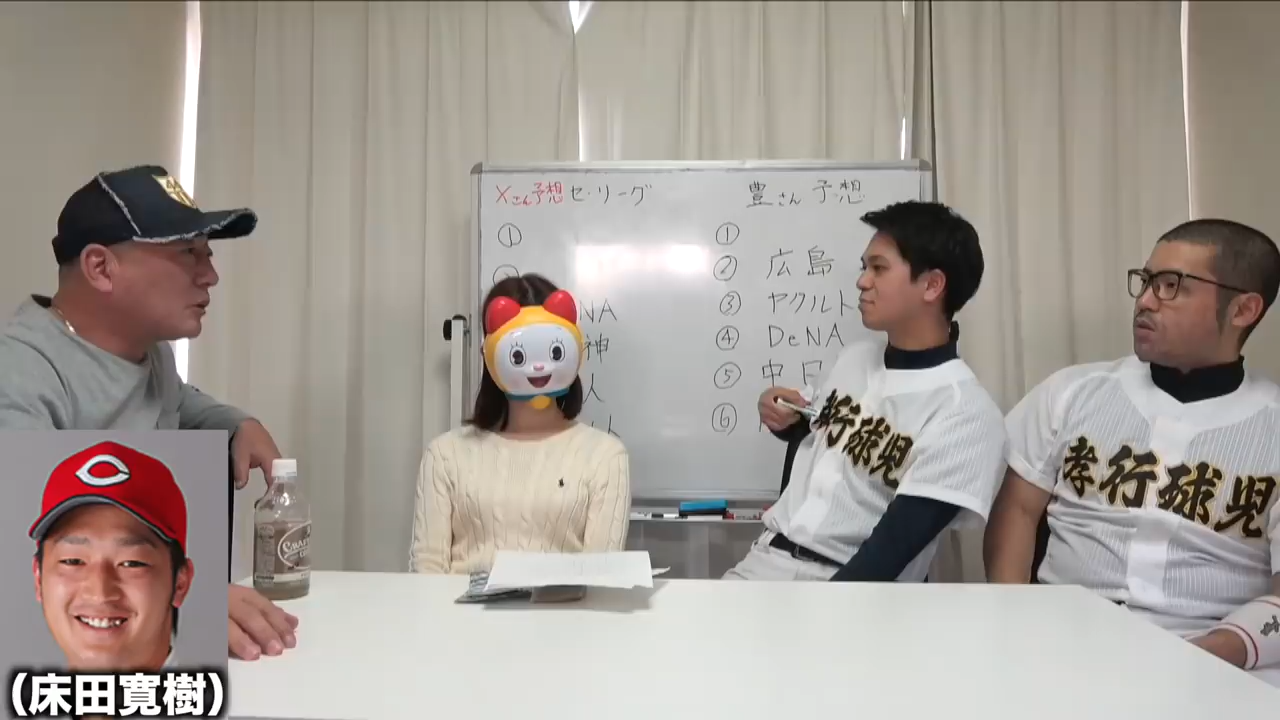 Xさん予想 セ・リーグ
①
NA
神
人
豊さん予想
①
② 広島
③ ヤクルト
④ DeNA
⑤ 中日
⑥
孝行球児
孝行球児
(床田寛樹)